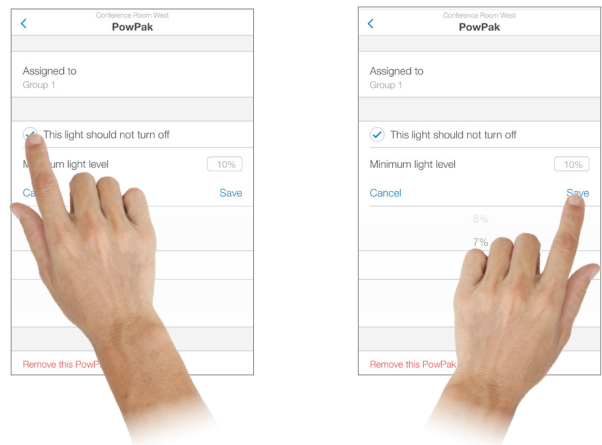 Conference Room West
PowPak
Assigned to
Group 1
This light should not turn off
um light level
10%
Save
Remove this
Conference Room West
PowPak
Assigned to
Group 1
This light should not turn off
Minimum light level
10%
Cancel
Save
8%
7%
Remove this PowPak